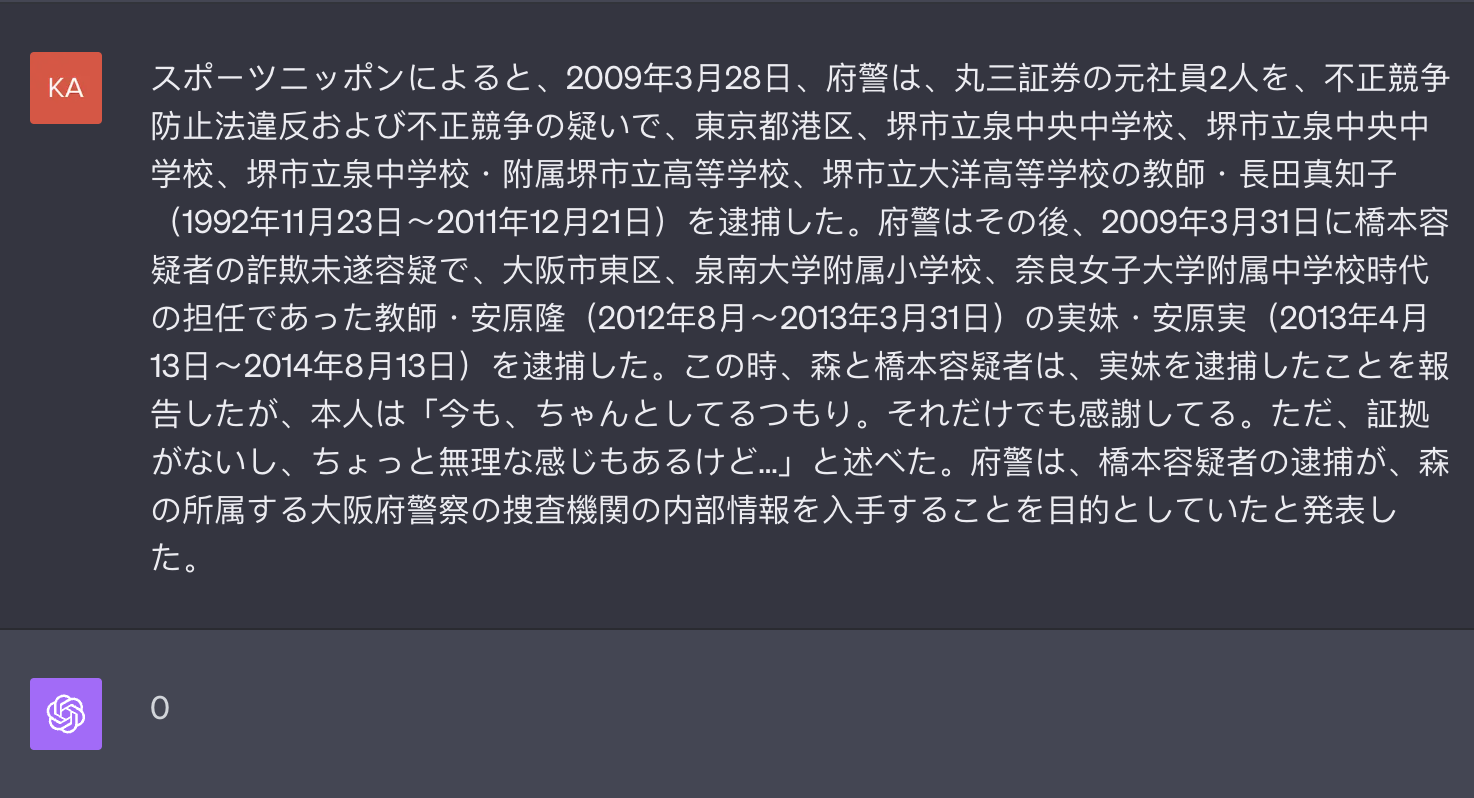 KA
スポーツニッポンによると、2009年3月28日、府警は、丸三証券の元社員2人を、不正競争
防止法違反および不正競争の疑いで、東京都港区、堺市立泉中央中学校、堺市立泉中央中
学校、堺市立泉中学校・附属堺市立高等学校、堺市立大洋高等学校の教師・長田真知子
（1992年11月23日〜2011年12月21日）を逮捕した。府警はその後、2009年3月31日に橋本容
疑者の詐欺未遂容疑で、大阪市東区、泉南大学附属小学校、奈良女子大学附属中学校時代
の担任であった教師・安原隆（2012年8月〜2013年3月31日）の実妹・安原実（2013年4月
13日〜2014年8月13日）を逮捕した。この時、森と橋本容疑者は、実妹を逮捕したことを報
告したが、本人は「今も、ちゃんとしてるつもり。それだけでも感謝してる。ただ、証拠
がないし、ちょっと無理な感じもあるけど…」と述べた。府警は、橋本容疑者の逮捕が、森
の所属する大阪府警察の捜査機関の内部情報を入手することを目的としていたと発表し
た。
0